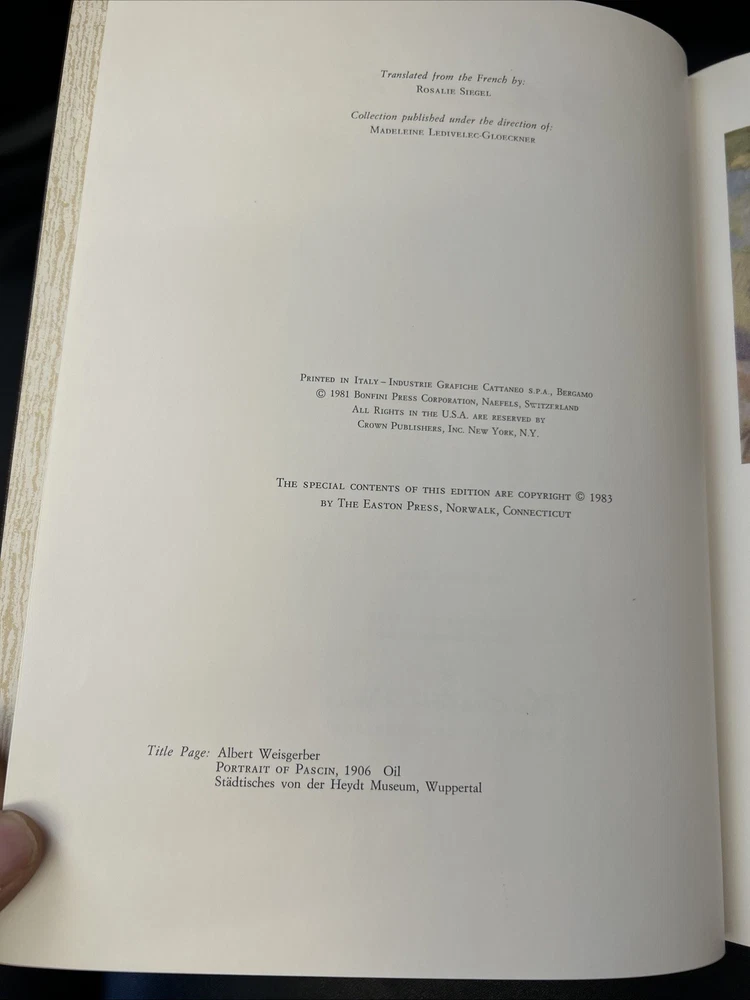 Translated from the French by:
Rosalie Siegel
Collection published under the direction of:
Madeleine Ledivelec-Gloeckner
Printed in Italy – Industrie Grafiche Cattaneo s.p.a., Bergamo
© 1981 Bonfini Press Corporation, Naefels, Switzerland
All Rights in the U.S.A. are reserved by
Crown Publishers, Inc. New York, N.Y.
The special contents of this edition are copyright © 1983
by The Easton Press, Norwalk, Connecticut
Title Page: Albert Weisgerber
Portrait of Pascin, 1906 Oil
Städtisches von der Heydt Museum, Wuppertal